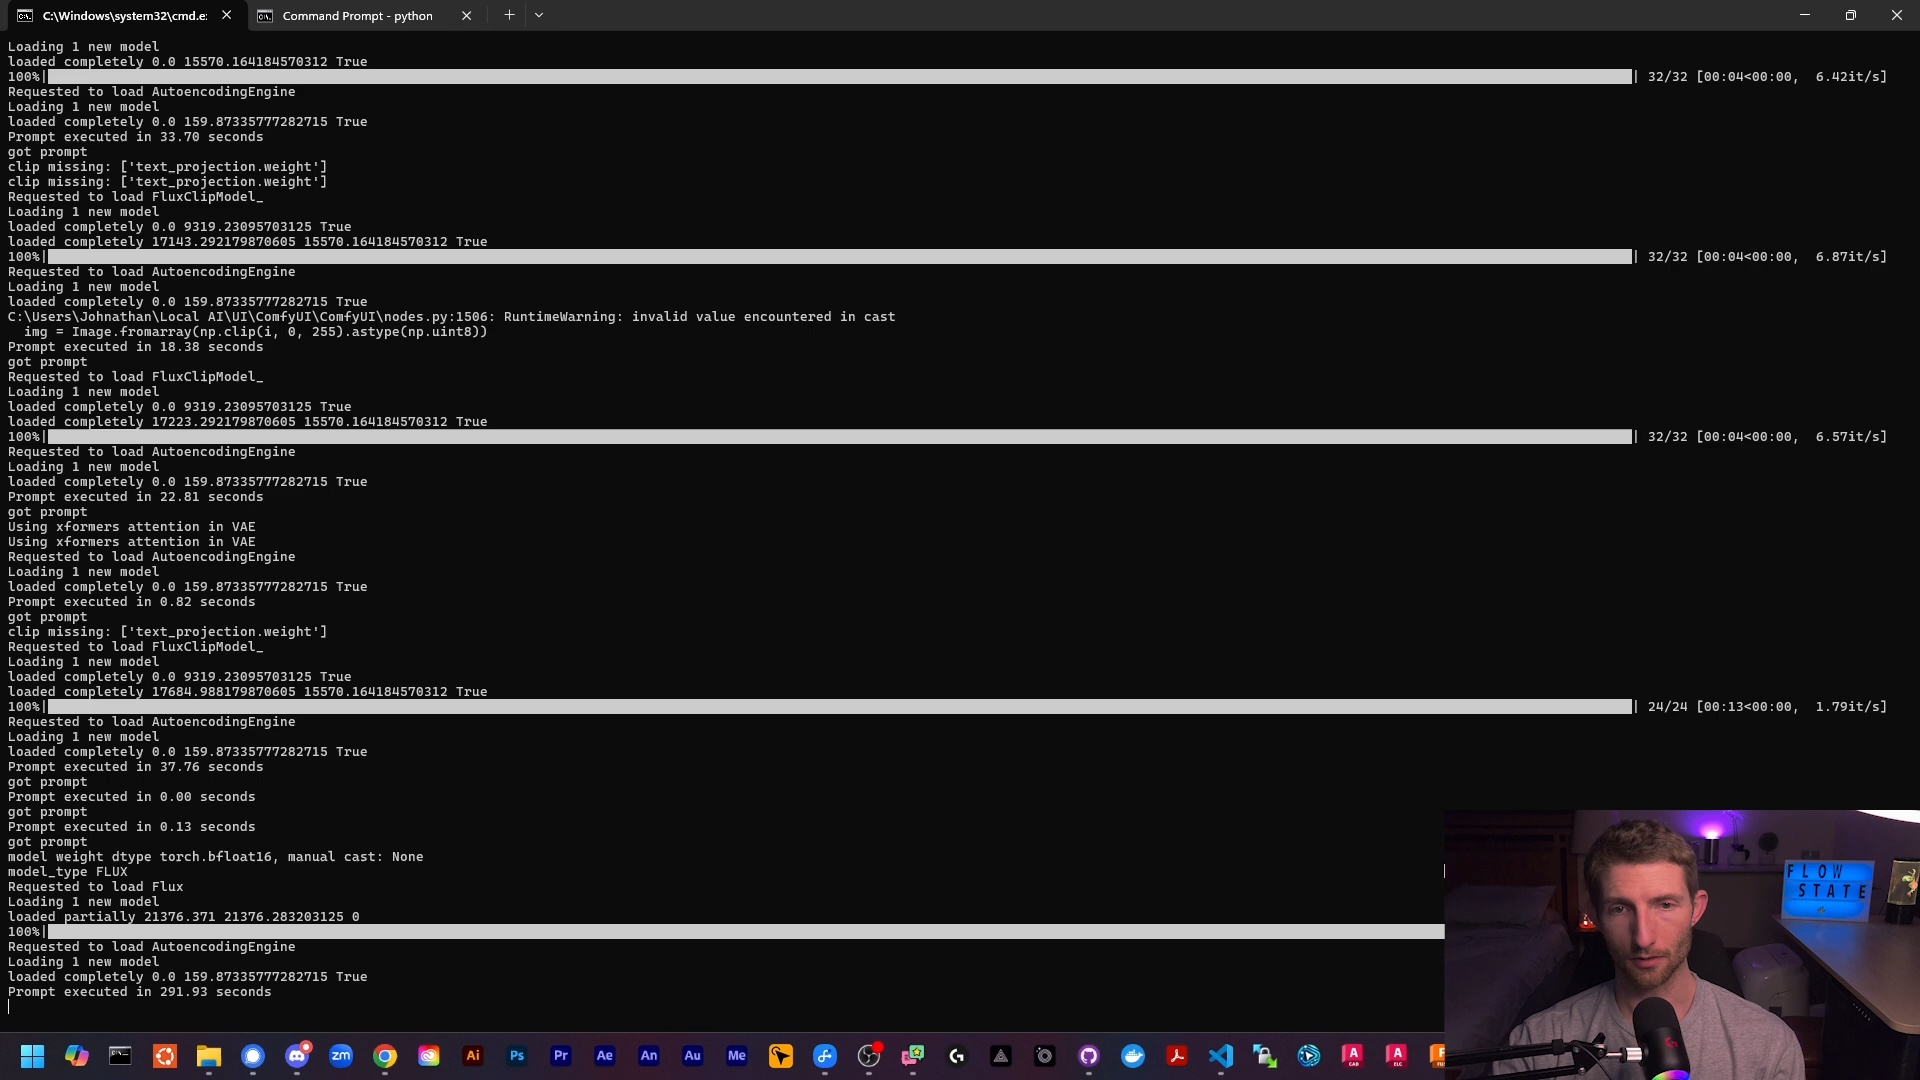 C:\Windows\system32\cmd.e:
Command Prompt - python
Loading 1 new model
loaded completely 0.0 15570.164184570312 True
100%| | 32/32 [00:04<00:00, 6.42it/s]
Requested to load AutoencodingEngine
Loading 1 new model
loaded completely 0.0 159.87335777282715 True
Prompt executed in 33.70 seconds
got prompt
clip missing: ['text_projection.weight']
clip missing: ['text_projection.weight']
Requested to load FluxClipModel_
Loading 1 new model
loaded completely 0.0 9319.23095703125 True
loaded completely 17143.292179870605 15570.164184570312 True
100%| | 32/32 [00:04<00:00, 6.87it/s]
Requested to load AutoencodingEngine
Loading 1 new model
loaded completely 0.0 159.87335777282715 True
C:\Users\Johnathan\Local AI\UI\ComfyUI\ComfyUI\nodes.py:1506: RuntimeWarning: invalid value encountered in cast
img = Image.fromarray(np.clip(i, 0, 255).astype(np.uint8))
Prompt executed in 18.38 seconds
got prompt
Requested to load FluxClipModel_
Loading 1 new model
loaded completely 0.0 9319.23095703125 True
loaded completely 17223.292179870605 15570.164184570312 True
100%| | 32/32 [00:04<00:00, 6.57it/s]
Requested to load AutoencodingEngine
Loading 1 new model
loaded completely 0.0 159.87335777282715 True
Prompt executed in 22.81 seconds
got prompt
Using xformers attention in VAE
Using xformers attention in VAE
Requested to load AutoencodingEngine
Loading 1 new model
loaded completely 0.0 159.87335777282715 True
Prompt executed in 0.82 seconds
got prompt
clip missing: ['text_projection.weight']
Requested to load FluxClipModel_
Loading 1 new model
loaded completely 0.0 9319.23095703125 True
loaded completely 17684.988179870605 15570.164184570312 True
100%| | 24/24 [00:13<00:00, 1.79it/s]
Requested to load AutoencodingEngine
Loading 1 new model
loaded completely 0.0 159.87335777282715 True
Prompt executed in 37.76 seconds
got prompt
Prompt executed in 0.00 seconds
got prompt
Prompt executed in 0.13 seconds
got prompt
model weight dtype torch.bfloat16, manual cast: None
model_type FLUX
Requested to load Flux
Loading 1 new model
loaded partially 21376.371 21376.283203125 0
100%|
Requested to load AutoencodingEngine
Loading 1 new model
loaded completely 0.0 159.87335777282715 True
Prompt executed in 291.93 seconds
FLOW
STATE
zm
Ai
Ps
Pr
Ae
An
Au
Me